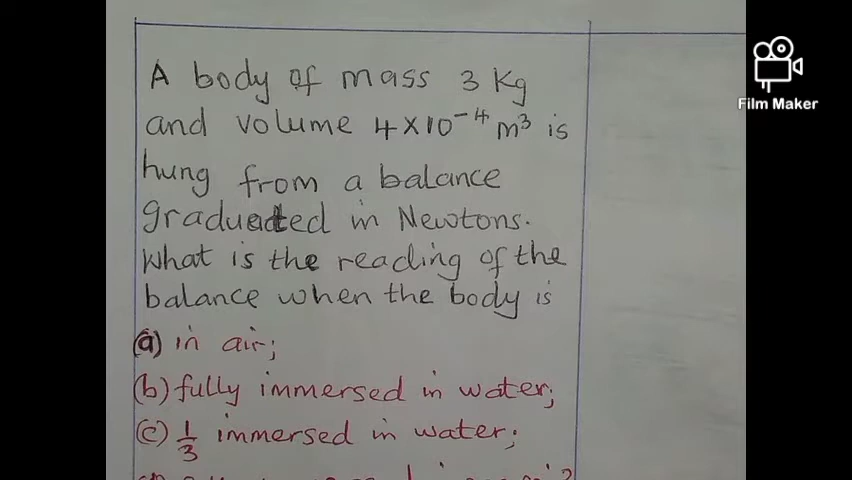 A body of mass 3 Kg
and volume 4×10⁻⁴ m³ is
hung from a balance
graduated in Newtons.
What is the reading of the
balance when the body is
(a) in air;
(b) fully immersed in water;
(c) 1/3 immersed in water;
Film Maker